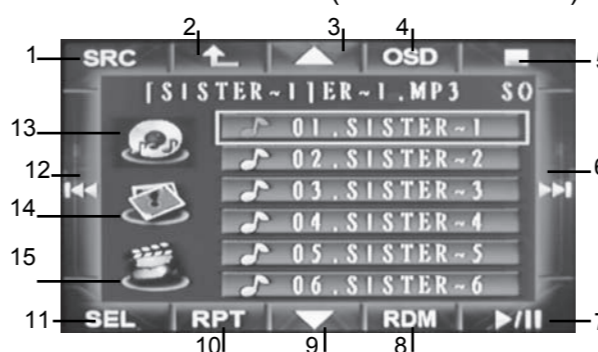 2 3 4
1 SRC OSD 5
[SISTER~1]ER~1.MP3 SO
13 01.SISTER~1
02.SISTER~2
12 6
03.SISTER~3
14 04.SISTER~4
15 05.SISTER~5
06.SISTER~6
11 SEL RPT RDM 7
10 9 8